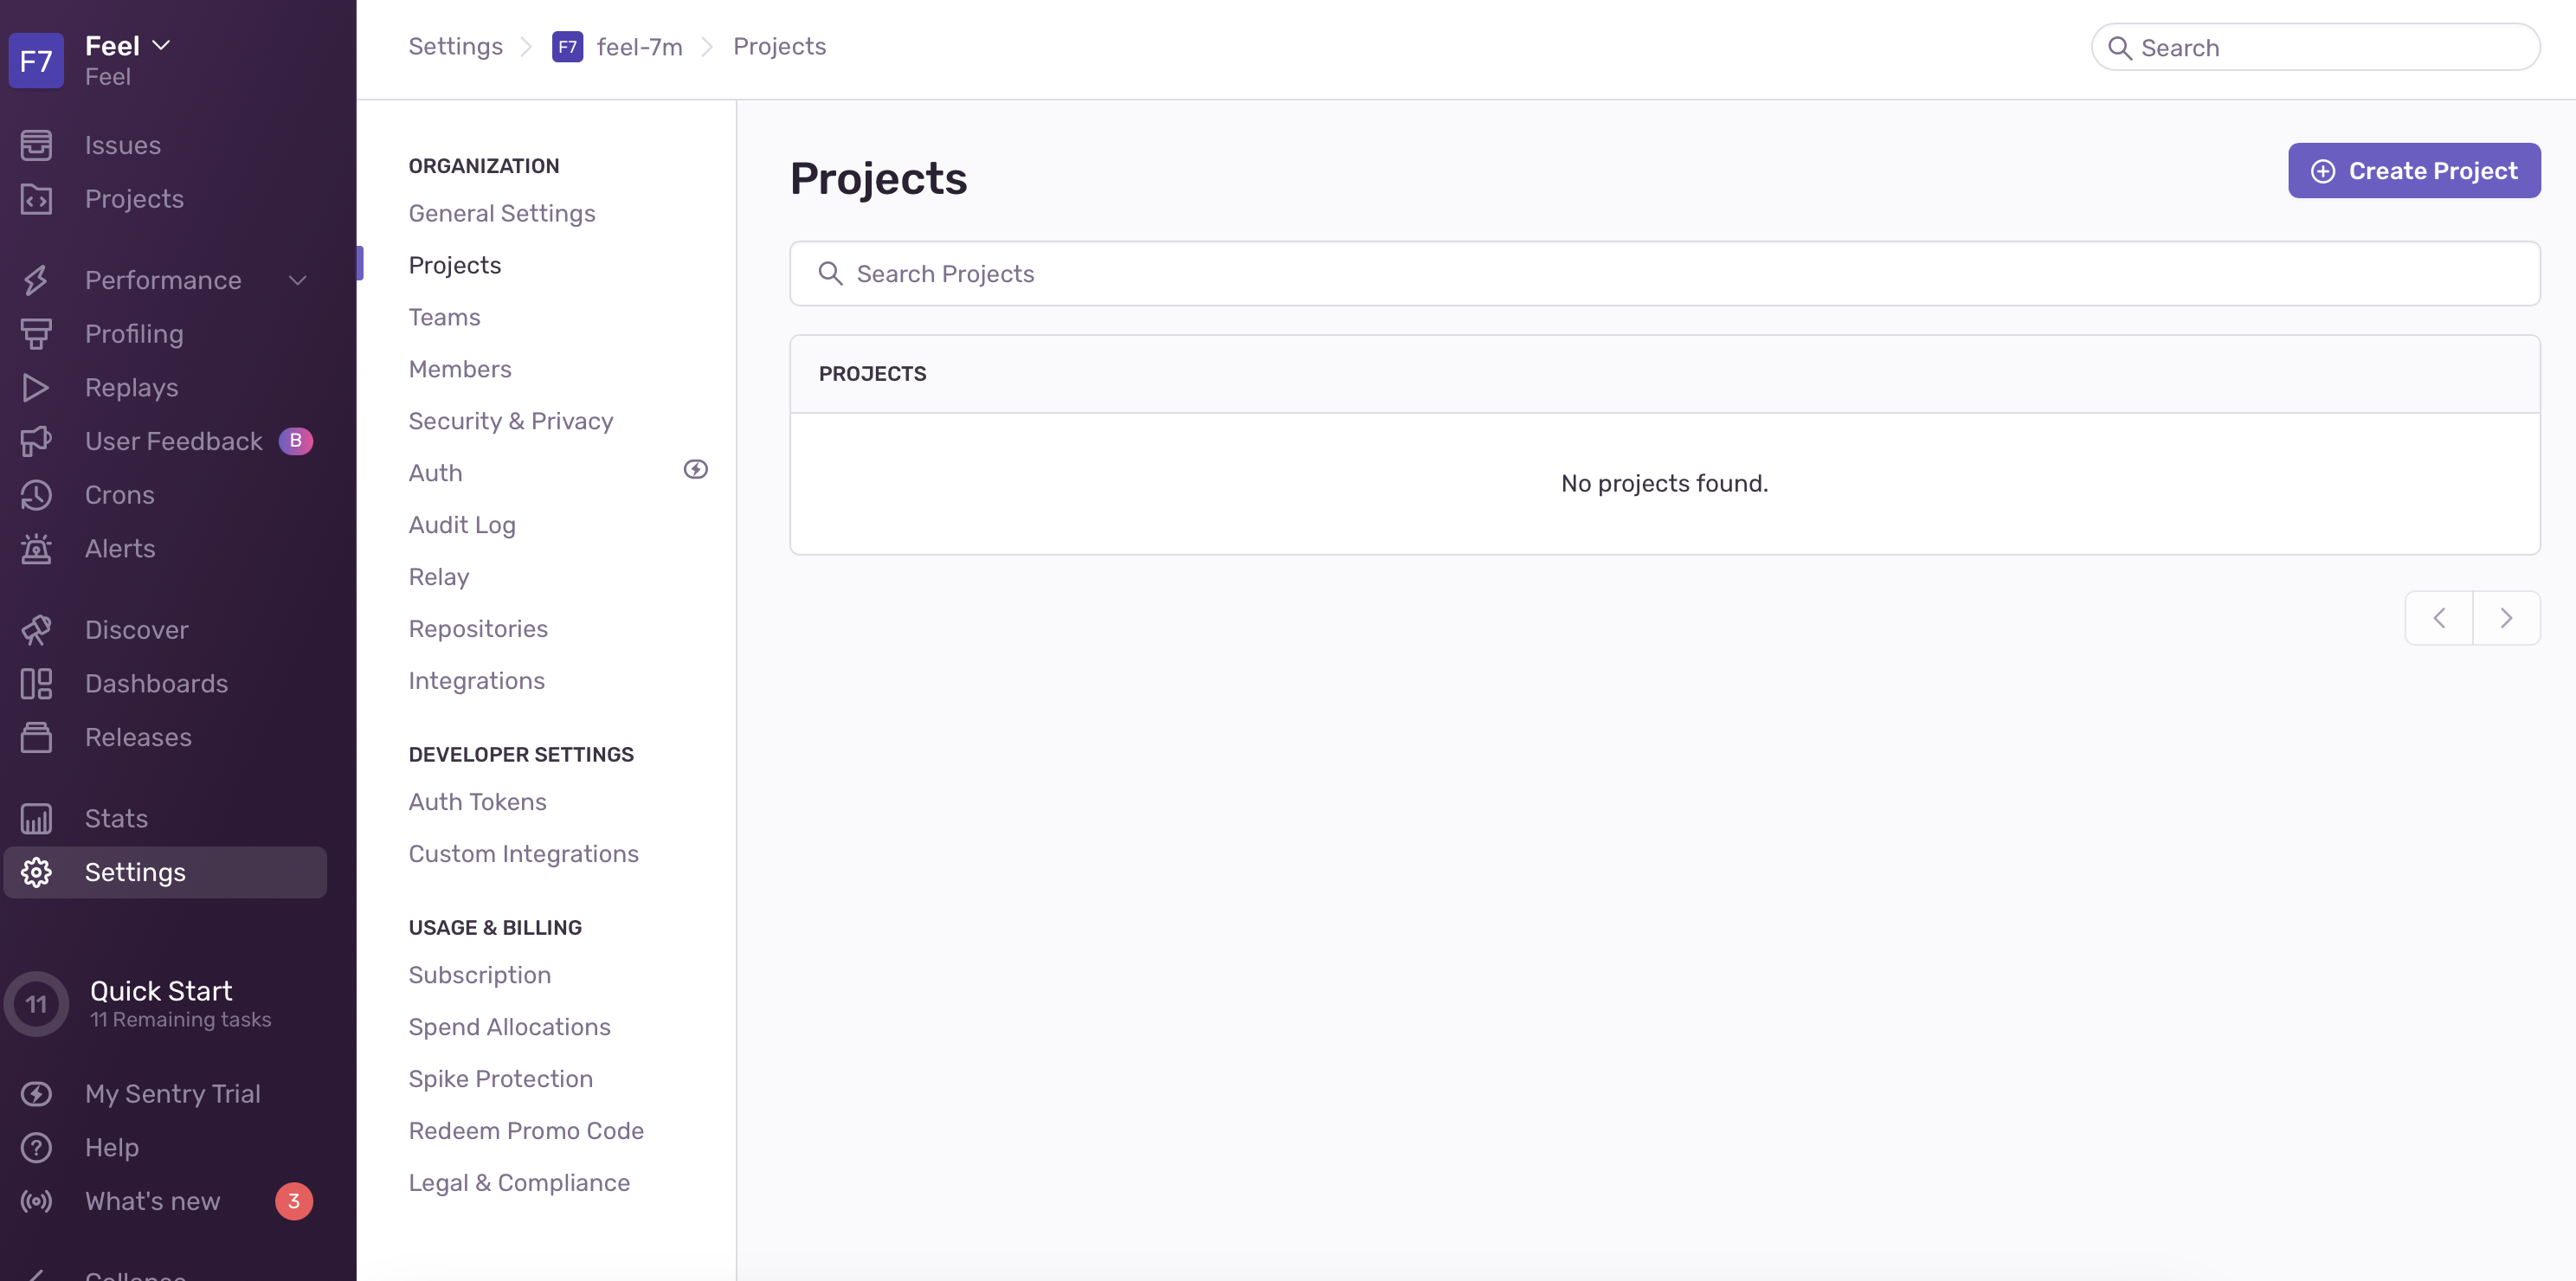 F7
Feel
Feel
Issues
Projects
Performance
Profiling
Replays
User Feedback B
Crons
Alerts
Discover
Dashboards
Releases
Stats
Settings
11
Quick Start
11 Remaining tasks
My Sentry Trial
Help
What's new 3
Settings F7 feel-7m Projects
Search
ORGANIZATION
General Settings
Projects
Teams
Members
Security & Privacy
Auth
Audit Log
Relay
Repositories
Integrations
DEVELOPER SETTINGS
Auth Tokens
Custom Integrations
USAGE & BILLING
Subscription
Spend Allocations
Spike Protection
Redeem Promo Code
Legal & Compliance
Projects
Create Project
Search Projects
PROJECTS
No projects found.